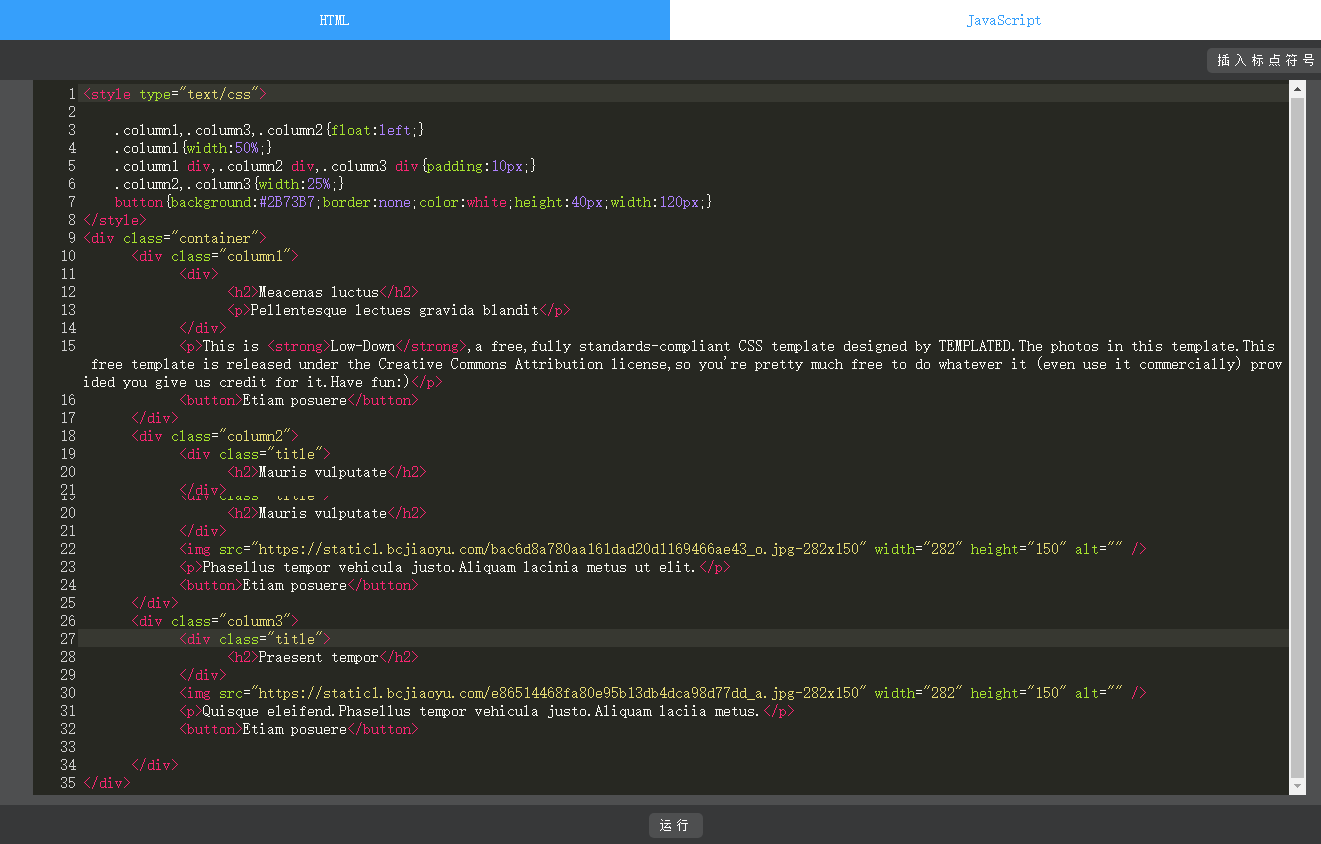 HTML
JavaScript
插入标点符号
1 <style type="text/css">
2
3 .column1,.column3,.column2{float:left;}
4 .column1{width:50%;}
5 .column1 div,.column2 div,.column3 div{padding:10px;}
6 .column2,.column3{width:25%;}
7 button{background:#2B73B7;border:none;color:white;height:40px;width:120px;}
8 </style>
9 <div class="container">
10 <div class="column1">
11 <div>
12 <h2>Meacenas luctus</h2>
13 <p>Pellentesque lectues gravida blandit</p>
14 </div>
15 <p>This is <strong>Low-Down</strong>,a free,fully standards-compliant CSS template designed by TEMPLATED.The photos in this template.This
free template is released under the Creative Commons Attribution license,so you're pretty much free to do whatever it (even use it commercially) prov
ided you give us credit for it.Have fun:)</p>
16 <button>Etiam posuere</button>
17 </div>
18 <div class="column2">
19 <div class="title">
20 <h2>Mauris vulputate</h2>
21 </div>
19 <div class="title">
20 <h2>Mauris vulputate</h2>
21 </div>
22 <img src="https://static1.bcjiaoyu.com/bac6d8a780aa161dad20d1169466ae43_o.jpg-282x150" width="282" height="150" alt="" />
23 <p>Phasellus tempor vehicula justo.Aliquam lacinia metus ut elit.</p>
24 <button>Etiam posuere</button>
25 </div>
26 <div class="column3">
27 <div class="title">
28 <h2>Praesent tempor</h2>
29 </div>
30 <img src="https://static1.bcjiaoyu.com/e86514468fa80e95b13db4dca98d77dd_a.jpg-282x150" width="282" height="150" alt="" />
31 <p>Quisque eleifend.Phasellus tempor vehicula justo.Aliquam laciia metus.</p>
32 <button>Etiam posuere</button>
33
34 </div>
35 </div>
运行